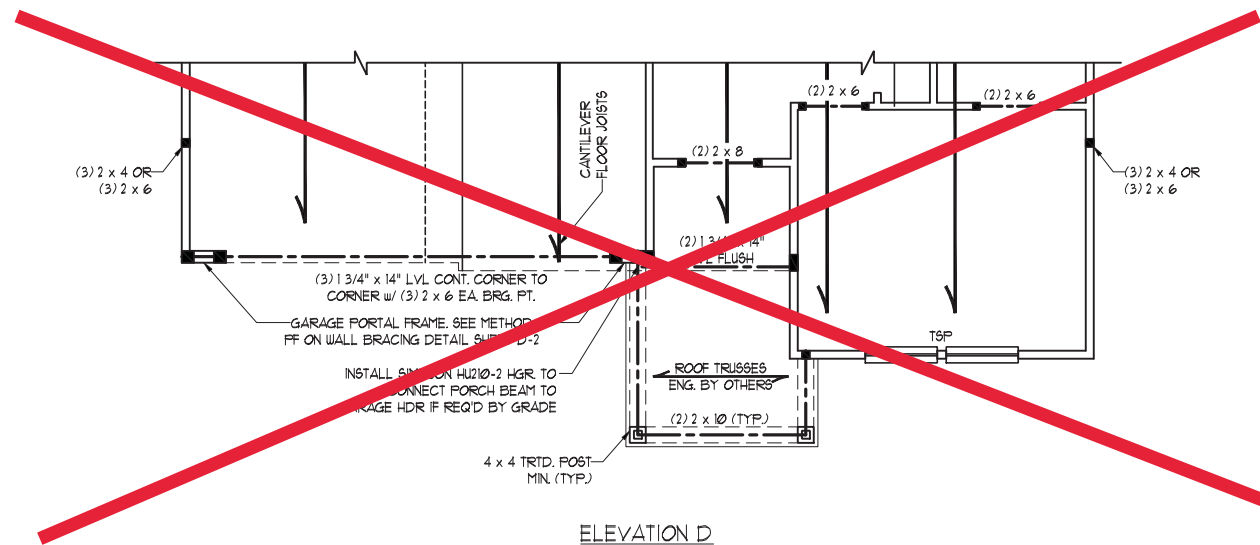 (2) 2 x 6
(2) 2 x 6
CANTILEVER
FLOOR JOISTS
(2) 2 x 8
(3) 2 x 4 OR
(3) 2 x 6
(3) 2 x 4 OR
(3) 2 x 6
(2) 1 3/4" x 14"
FLUSH
(3) 1 3/4" x 14" LVL CONT. CORNER TO
CORNER w/ (3) 2 x 6 EA. BRG. PT.
GARAGE PORTAL FRAME. SEE METHOD
PF ON WALL BRACING DETAIL D-2
TSP
INSTALL HU210-2 HGR. TO
CONNECT PORCH BEAM TO
HDR IF REQ'D BY GRADE
ROOF TRUSSES
ENG. BY OTHERS
(2) 2 x 10 (TYP.)
4 x 4 TRTD. POST
MIN. (TYP.)
ELEVATION D